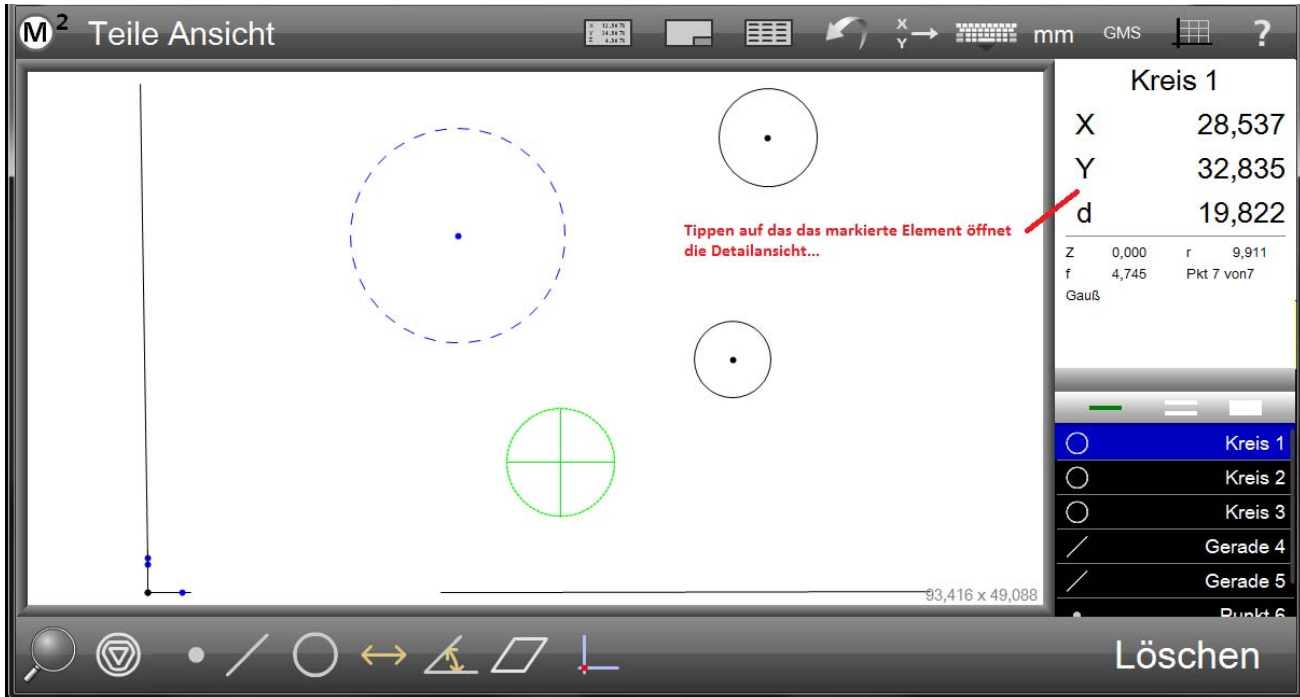 M2 Teile Ansicht
X
Y
mm
GMS
?
Kreis 1
X 28,537
Y 32,835
d 19,822
Z 0,000 r 9,911
f 4,745 Pkt 7 von7
Gauß
Tippen auf das das markierte Element öffnet
die Detailansicht...
93,416 x 49,088
Kreis 1
Kreis 2
Kreis 3
Gerade 4
Gerade 5
Punkt 6
Löschen